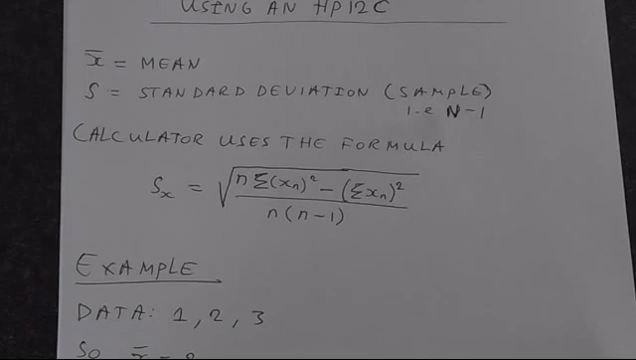 USING AN HP12C
x̄ = MEAN
S = STANDARD DEVIATION (SAMPLE)
i.e N-1
CALCULATOR USES THE FORMULA
Sx = √(n Σ(xn)² - (Σxn)² / n(n-1))
EXAMPLE
DATA: 1, 2, 3
SO x̄ =